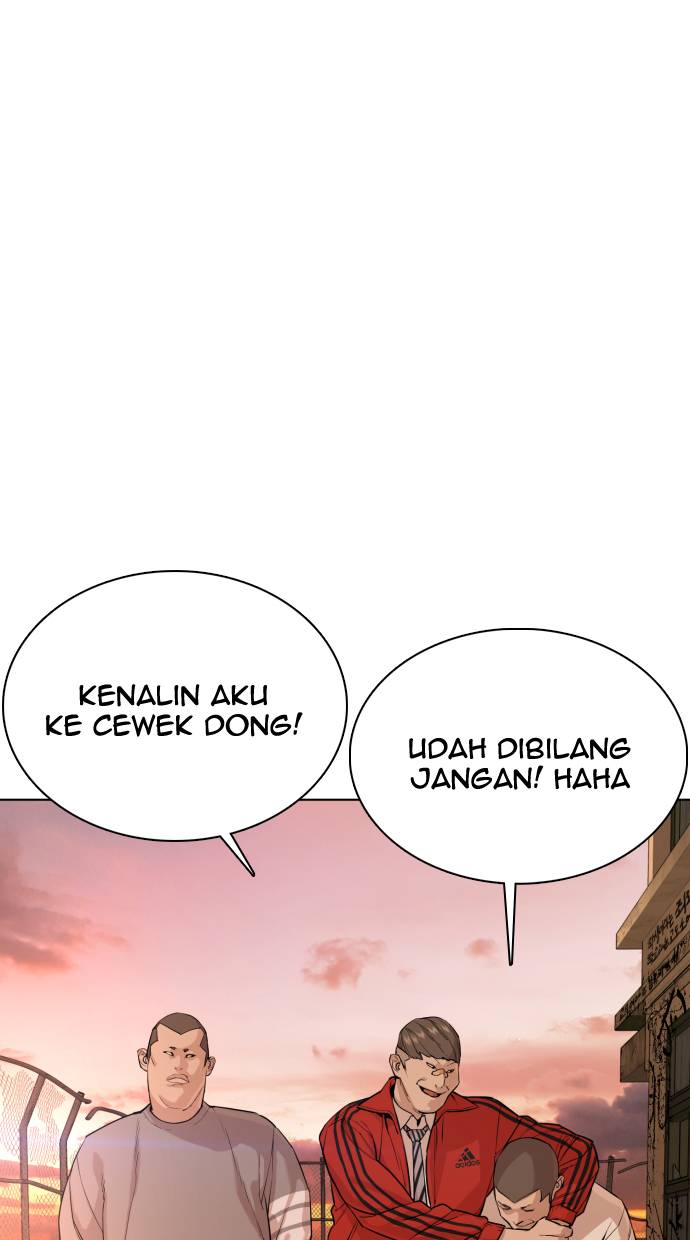 KENALIN AKU
KE CEWEK DONG!
UDAH DIBILANG
JANGAN! HAHA
adidas